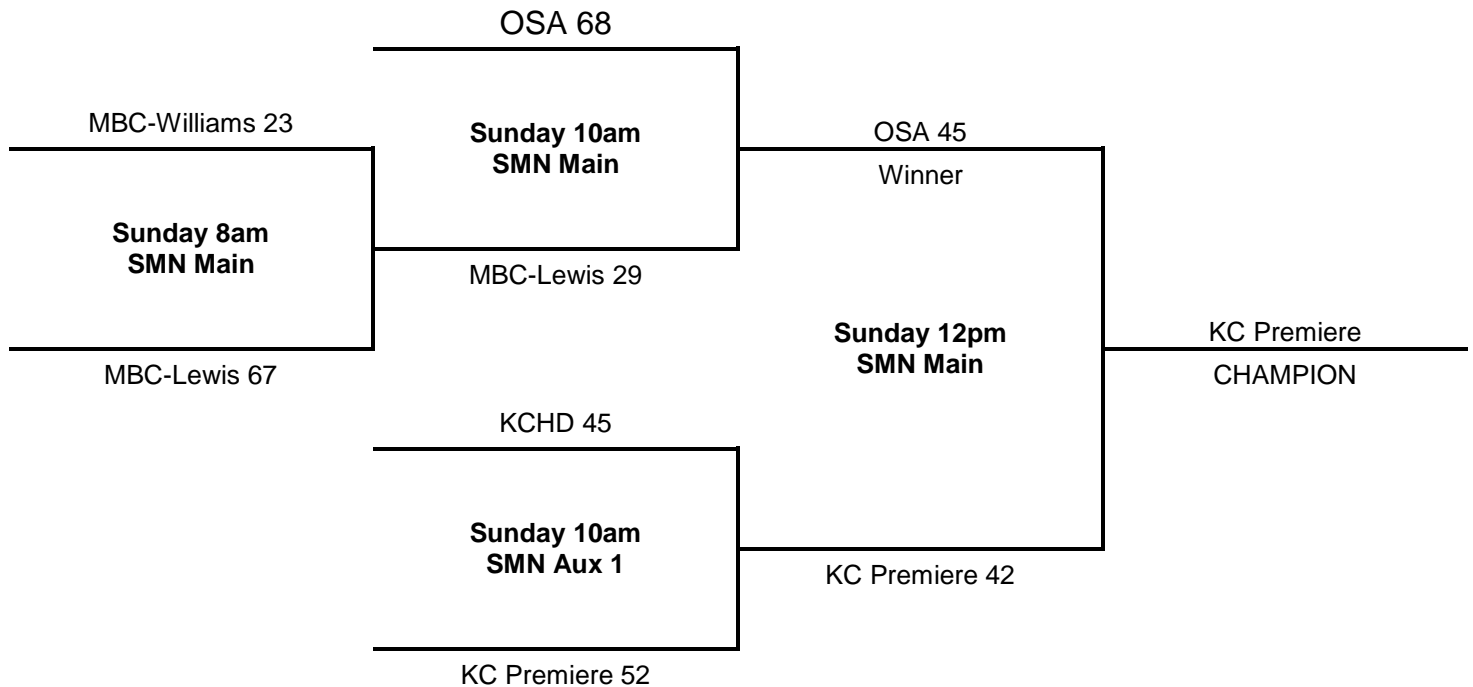 OSA 68
MBC-Williams 23
Sunday 10am
SMN Main
OSA 45
Winner
Sunday 8am
SMN Main
MBC-Lewis 29
MBC-Lewis 67
Sunday 12pm
SMN Main
KC Premiere
CHAMPION
KCHD 45
Sunday 10am
SMN Aux 1
KC Premiere 42
KC Premiere 52